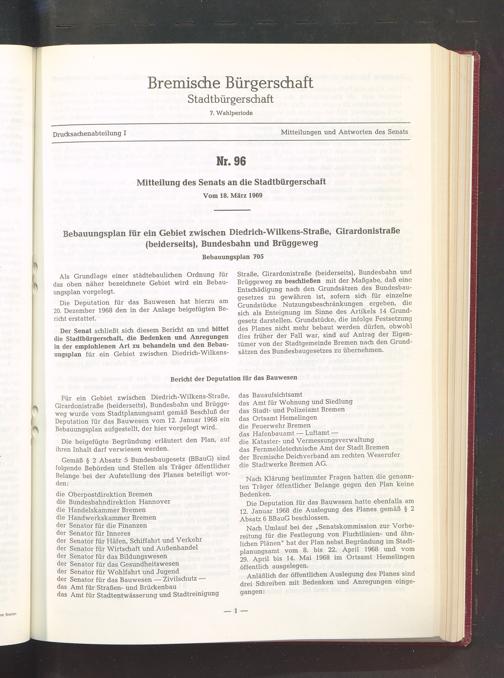 Bremische Bürgerschaft
Stadtbürgerschaft
7. Wahlperiode
Drucksachenabteilung I
Mitteilungen und Antworten des Senats
Nr. 96
Mitteilung des Senats an die Stadtbürgerschaft
Vom 18. März 1969
Bebauungsplan für ein Gebiet zwischen Diedrich-Wilkens-Straße, Girardonistraße
(beiderseits), Bundesbahn und Brüggeweg
Bebauungsplan 705
Als Grundlage einer städtebaulichen Ordnung für
das oben näher bezeichnete Gebiet wird ein Bebau-
ungsplan vorgelegt.
Die Deputation für das Bauwesen hat hierzu am
20. Dezember 1968 den in der Anlage beigefügten Be-
richt erstattet.
Der Senat schließt sich diesem Bericht an und bittet
die Stadtbürgerschaft, die Bedenken und Anregungen
in der empfohlenen Art zu behandeln und den Bebau-
ungsplan für ein Gebiet zwischen Diedrich-Wilkens-
Straße, Girardonistraße (beiderseits), Bundesbahn und
Brüggeweg zu beschließen mit der Maßgabe, daß eine
Entschädigung nach den Grundsätzen des Bundesbau-
gesetzes zu gewähren ist, sofern sich für einzelne
Grundstücke Nutzungsbeschränkungen ergeben, die
sich als Enteignung im Sinne des Artikels 14 Grund-
gesetz darstellen. Grundstücke, die infolge Festsetzung
des Planes nicht mehr bebaut werden dürfen, obwohl
dies früher der Fall war, sind auf Antrag der Eigen-
tümer von der Stadtgemeinde Bremen nach den Grund-
sätzen des Bundesbaugesetzes zu übernehmen.
Bericht der Deputation für das Bauwesen
Für ein Gebiet zwischen Diedrich-Wilkens-Straße,
Girardonistraße (beiderseits), Bundesbahn und Brügge-
weg wurde vom Stadtplanungsamt gemäß Beschluß der
Deputation für das Bauwesen vom 12. Januar 1968 ein
Bebauungsplan aufgestellt, der hier vorgelegt wird.
Die beigefügte Begründung erläutert den Plan, auf
ihren Inhalt darf verwiesen werden.
Gemäß § 2 Absatz 5 Bundesbaugesetz (BBauG) sind
folgende Behörden und Stellen als Träger öffentlicher
Belange bei der Aufstellung des Planes beteiligt wor-
den:
die Oberpostdirektion Bremen
die Bundesbahndirektion Hannover
die Handelskammer Bremen
die Handwerkskammer Bremen
der Senator für die Finanzen
der Senator für Inneres
der Senator für Häfen, Schiffahrt und Verkehr
der Senator für Wirtschaft und Außenhandel
der Senator für das Bildungswesen
der Senator für das Gesundheitswesen
der Senator für Wohlfahrt und Jugend
der Senator für das Bauwesen — Zivilschutz —
das Amt für Straßen- und Brückenbau
das Amt für Stadtentwässerung und Stadtreinigung
das Bauaufsichtsamt
das Amt für Wohnung und Siedlung
das Stadt- und Polizeiamt Bremen
das Ortsamt Hemelingen
die Feuerwehr Bremen
das Hafenbauamt — Luftamt —
die Kataster- und Vermessungsverwaltung
das Fernmeldetechnische Amt der Stadt Bremen
der Bremische Deichverband am rechten Weserufer
die Stadtwerke Bremen AG.
Nach Klärung bestimmter Fragen hatten die genann-
ten Träger öffentlicher Belange gegen den Plan keine
Bedenken.
Die Deputation für das Bauwesen hatte ebenfalls am
12. Januar 1968 die Auslegung des Planes gemäß § 2
Absatz 6 BBauG beschlossen.
Nach Umlauf bei der „Senatskommission zur Vorbe-
reitung für die Festlegung von Fluchtlinien- und ähn-
lichen Plänen" hat der Plan nebst Begründung im Stadt-
planungsamt vom 8. bis 22. April 1968 und vom
29. April bis 14. Mai 1968 im Ortsamt Hemelingen
öffentlich ausgelegen.
Anläßlich der öffentlichen Auslegung des Planes sind
drei Schreiben mit Bedenken und Anregungen einge-
gangen:
— 1 —